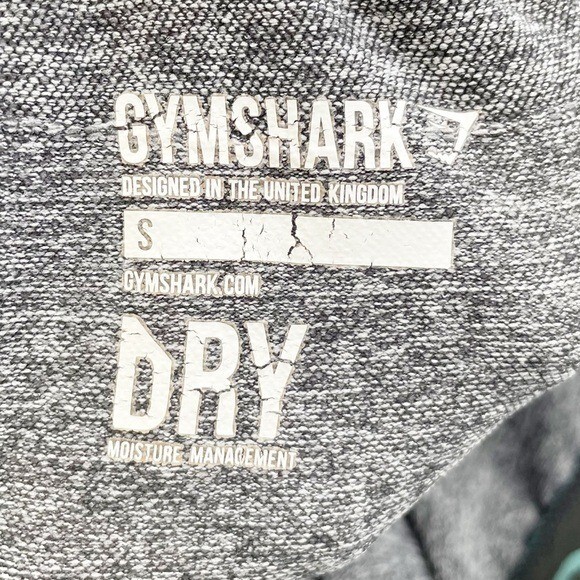 GYMSHARK
DESIGNED IN THE UNITED KINGDOM
S
GYMSHARK.COM
DRY
MOISTURE MANAGEMENT